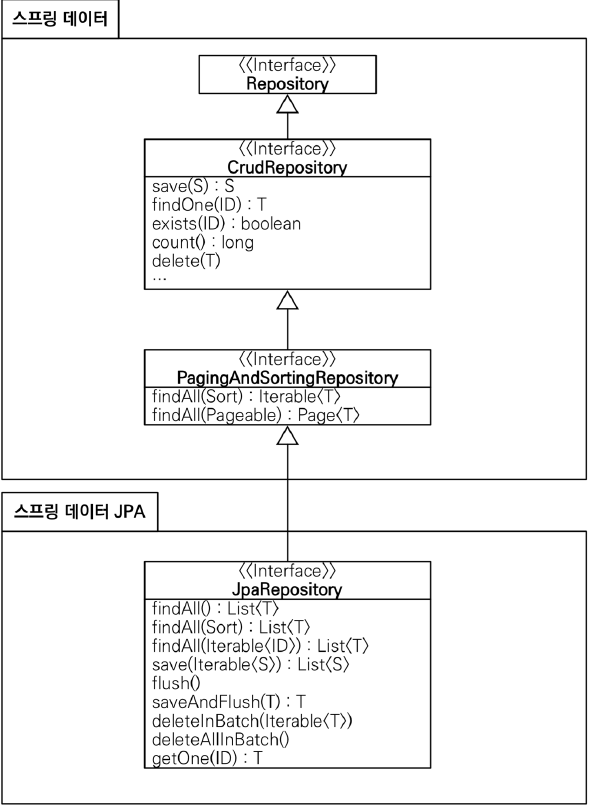 스프링 데이터
《Interface》
Repository
《Interface》
CrudRepository
save(S) : S
findOne(ID) : T
exists(ID) : boolean
count() : long
delete(T)
...
《Interface》
PagingAndSortingRepository
findAll(Sort) : Iterable〈T〉
findAll(Pageable) : Page〈T〉
스프링 데이터 JPA
《Interface》
JpaRepository
findAll() : List〈T〉
findAll(Sort) : List〈T〉
findAll(Iterable〈ID〉) : List〈T〉
save(Iterable〈S〉) : List〈S〉
flush()
saveAndFlush(T) : T
deleteInBatch(Iterable〈T〉)
deleteAllInBatch()
getOne(ID) : T